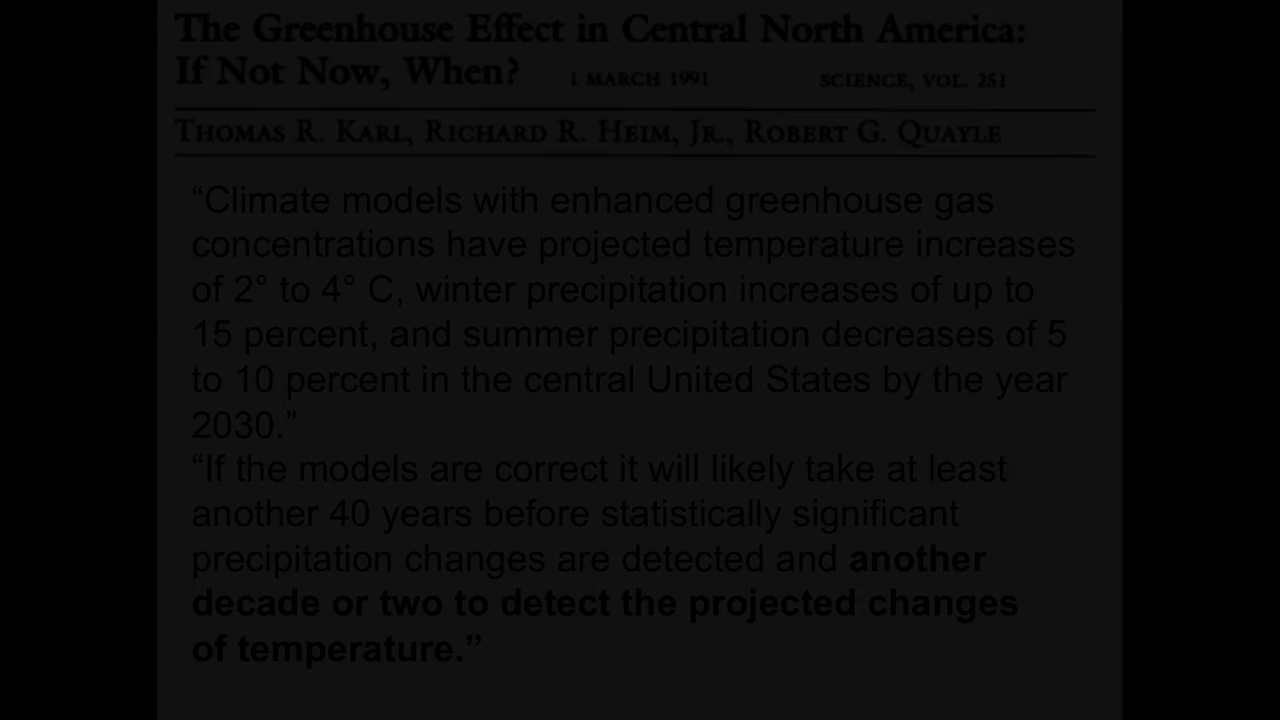 The Greenhouse Effect in Central North America:
If Not Now, When? 1 MARCH 1991 SCIENCE, VOL. 251
THOMAS R. KARL, RICHARD R. HEIM, JR., ROBERT G. QUAYLE
“Climate models with enhanced greenhouse gas
concentrations have projected temperature increases
of 2° to 4° C, winter precipitation increases of up to
15 percent, and summer precipitation decreases of 5
to 10 percent in the central United States by the year
2030.”
“If the models are correct it will likely take at least
another 40 years before statistically significant
precipitation changes are detected and another
decade or two to detect the projected changes
of temperature.”